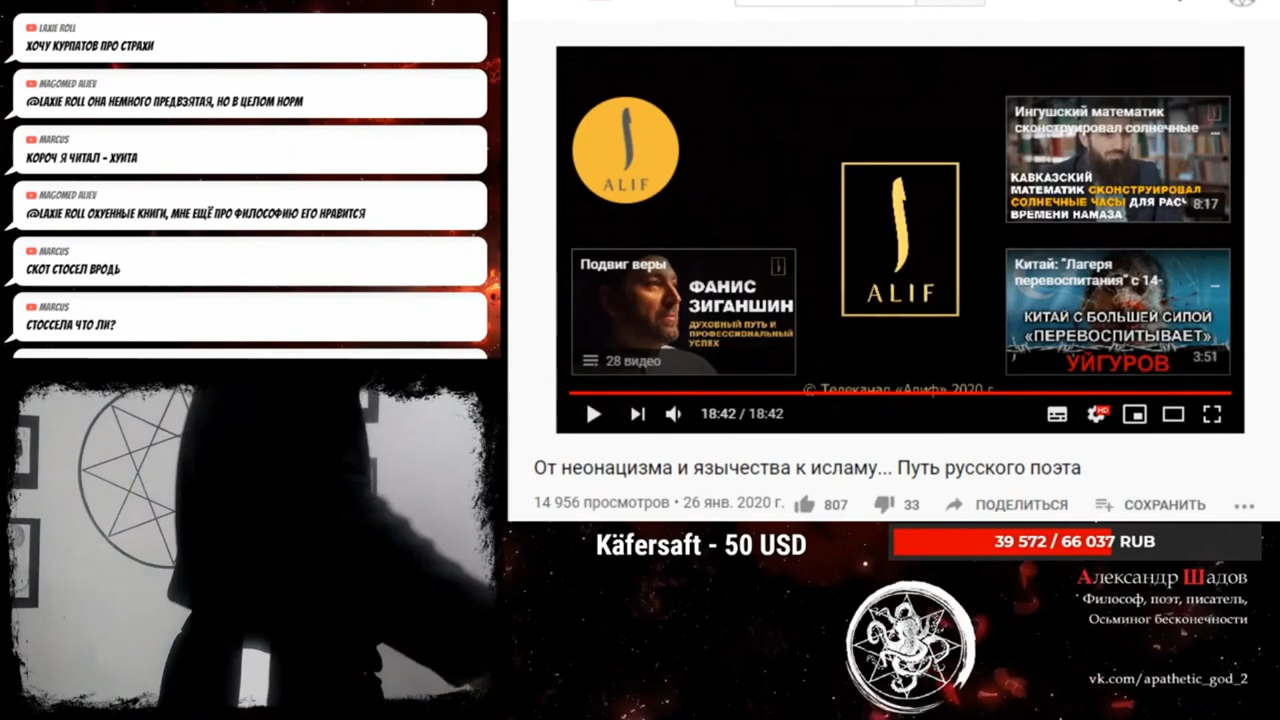 LAXIE ROLL
ХОЧУ КУРПАТОВ ПРО СТРАХИ
MAGOMED ALIEV
@LAXIE ROLL ОНА НЕМНОГО ПРЕДВЗЯТАЯ, НО В ЦЕЛОМ НОРМ
MARCUS
КОРОЧ Я ЧИТАЛ - ХУИТА
MAGOMED ALIEV
@LAXIE ROLL ОХУЕННЫЕ КНИГИ, МНЕ ЕЩЁ ПРО ФИЛОСОФИЮ ЕГО НРАВИТСЯ
MARCUS
СКОТ СТОСЕЛ ВРОДЬ
MARCUS
СТОССЕЛА ЧТО ЛИ?
ALIF
Подвиг веры
ФАНИС
ЗИГАНШИН
ДУХОВНЫЙ ПУТЬ И
ПРОФЕССИОНАЛЬНЫЙ
УСПЕХ
28 видео
ALIF
Ингушский математик
сконструировал солнечные
...
КАВКАЗСКИЙ
МАТЕМАТИК СКОНСТРУИРОВАЛ
СОЛНЕЧНЫЕ ЧАСЫ ДЛЯ РАСЧ
ВРЕМЕНИ НАМАЗА
8:17
Китай: "Лагеря
перевоспитания" с 14-
...
КИТАЙ С БОЛЬШЕЙ СИЛОЙ
«ПЕРЕВОСПИТЫВАЕТ»
УЙГУРОВ
3:51
© Телеканал «Алиф» 2020 г.
18:42 / 18:42
HD
От неонацизма и язычества к исламу... Путь русского поэта
14 956 просмотров • 26 янв. 2020 г.
807
33
ПОДЕЛИТЬСЯ
СОХРАНИТЬ
Käfersaft - 50 USD
39 572 / 66 037 RUB
Александр Шадов
Философ, поэт, писатель,
Осьминог бесконечности
vk.com/apathetic_god_2